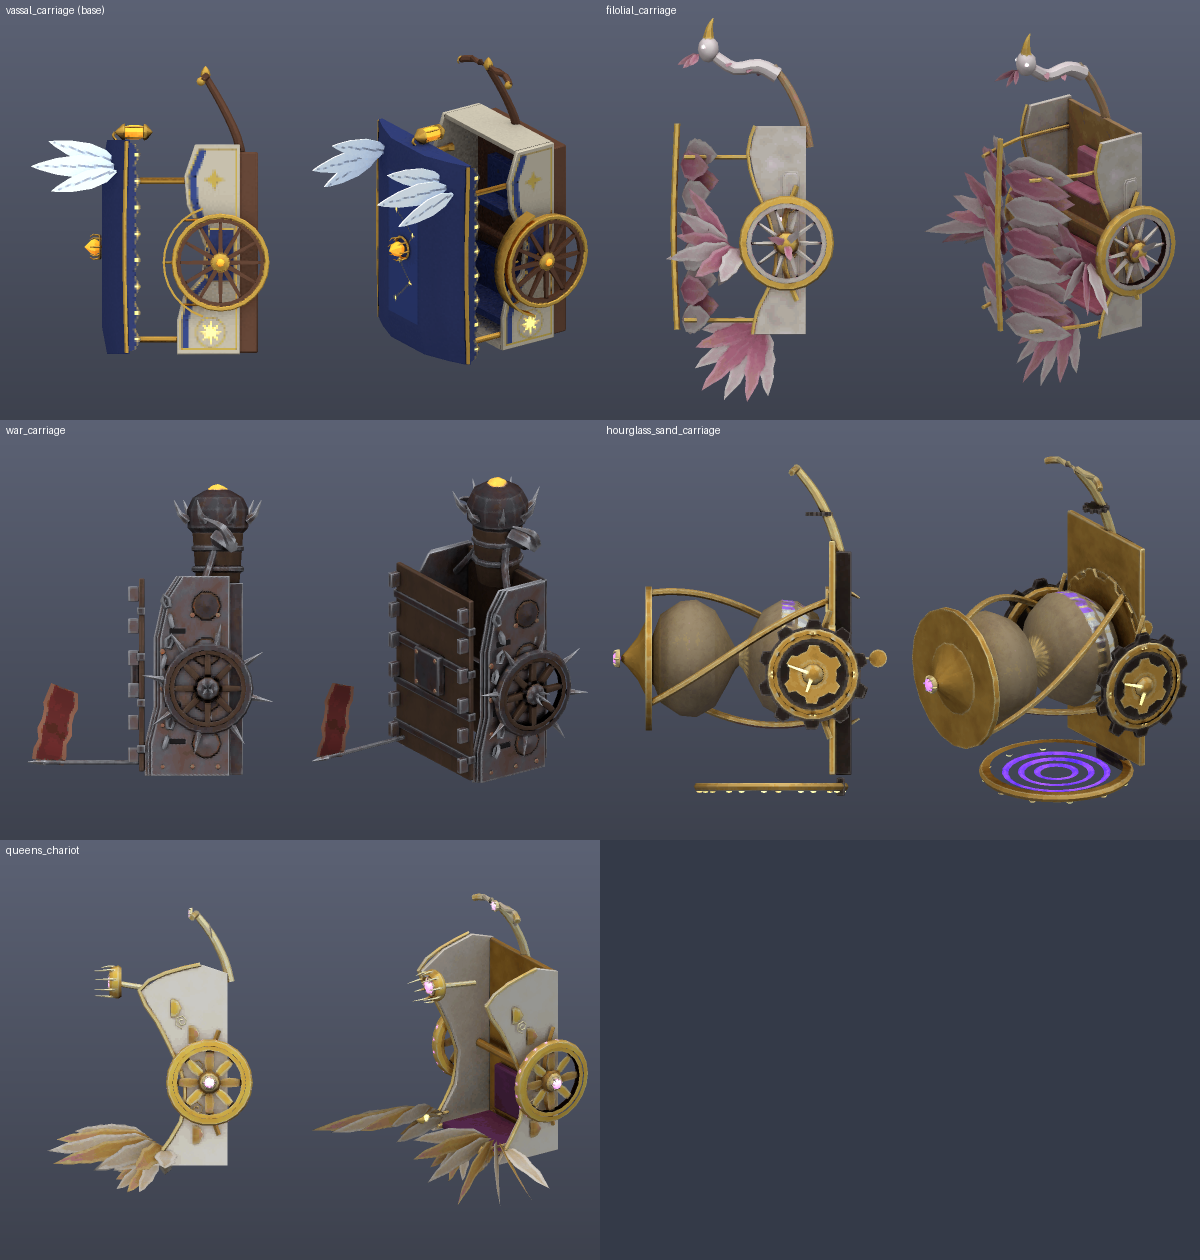 vassal_carriage (base)
filolial_carriage
war_carriage
hourglass_sand_carriage
queens_chariot